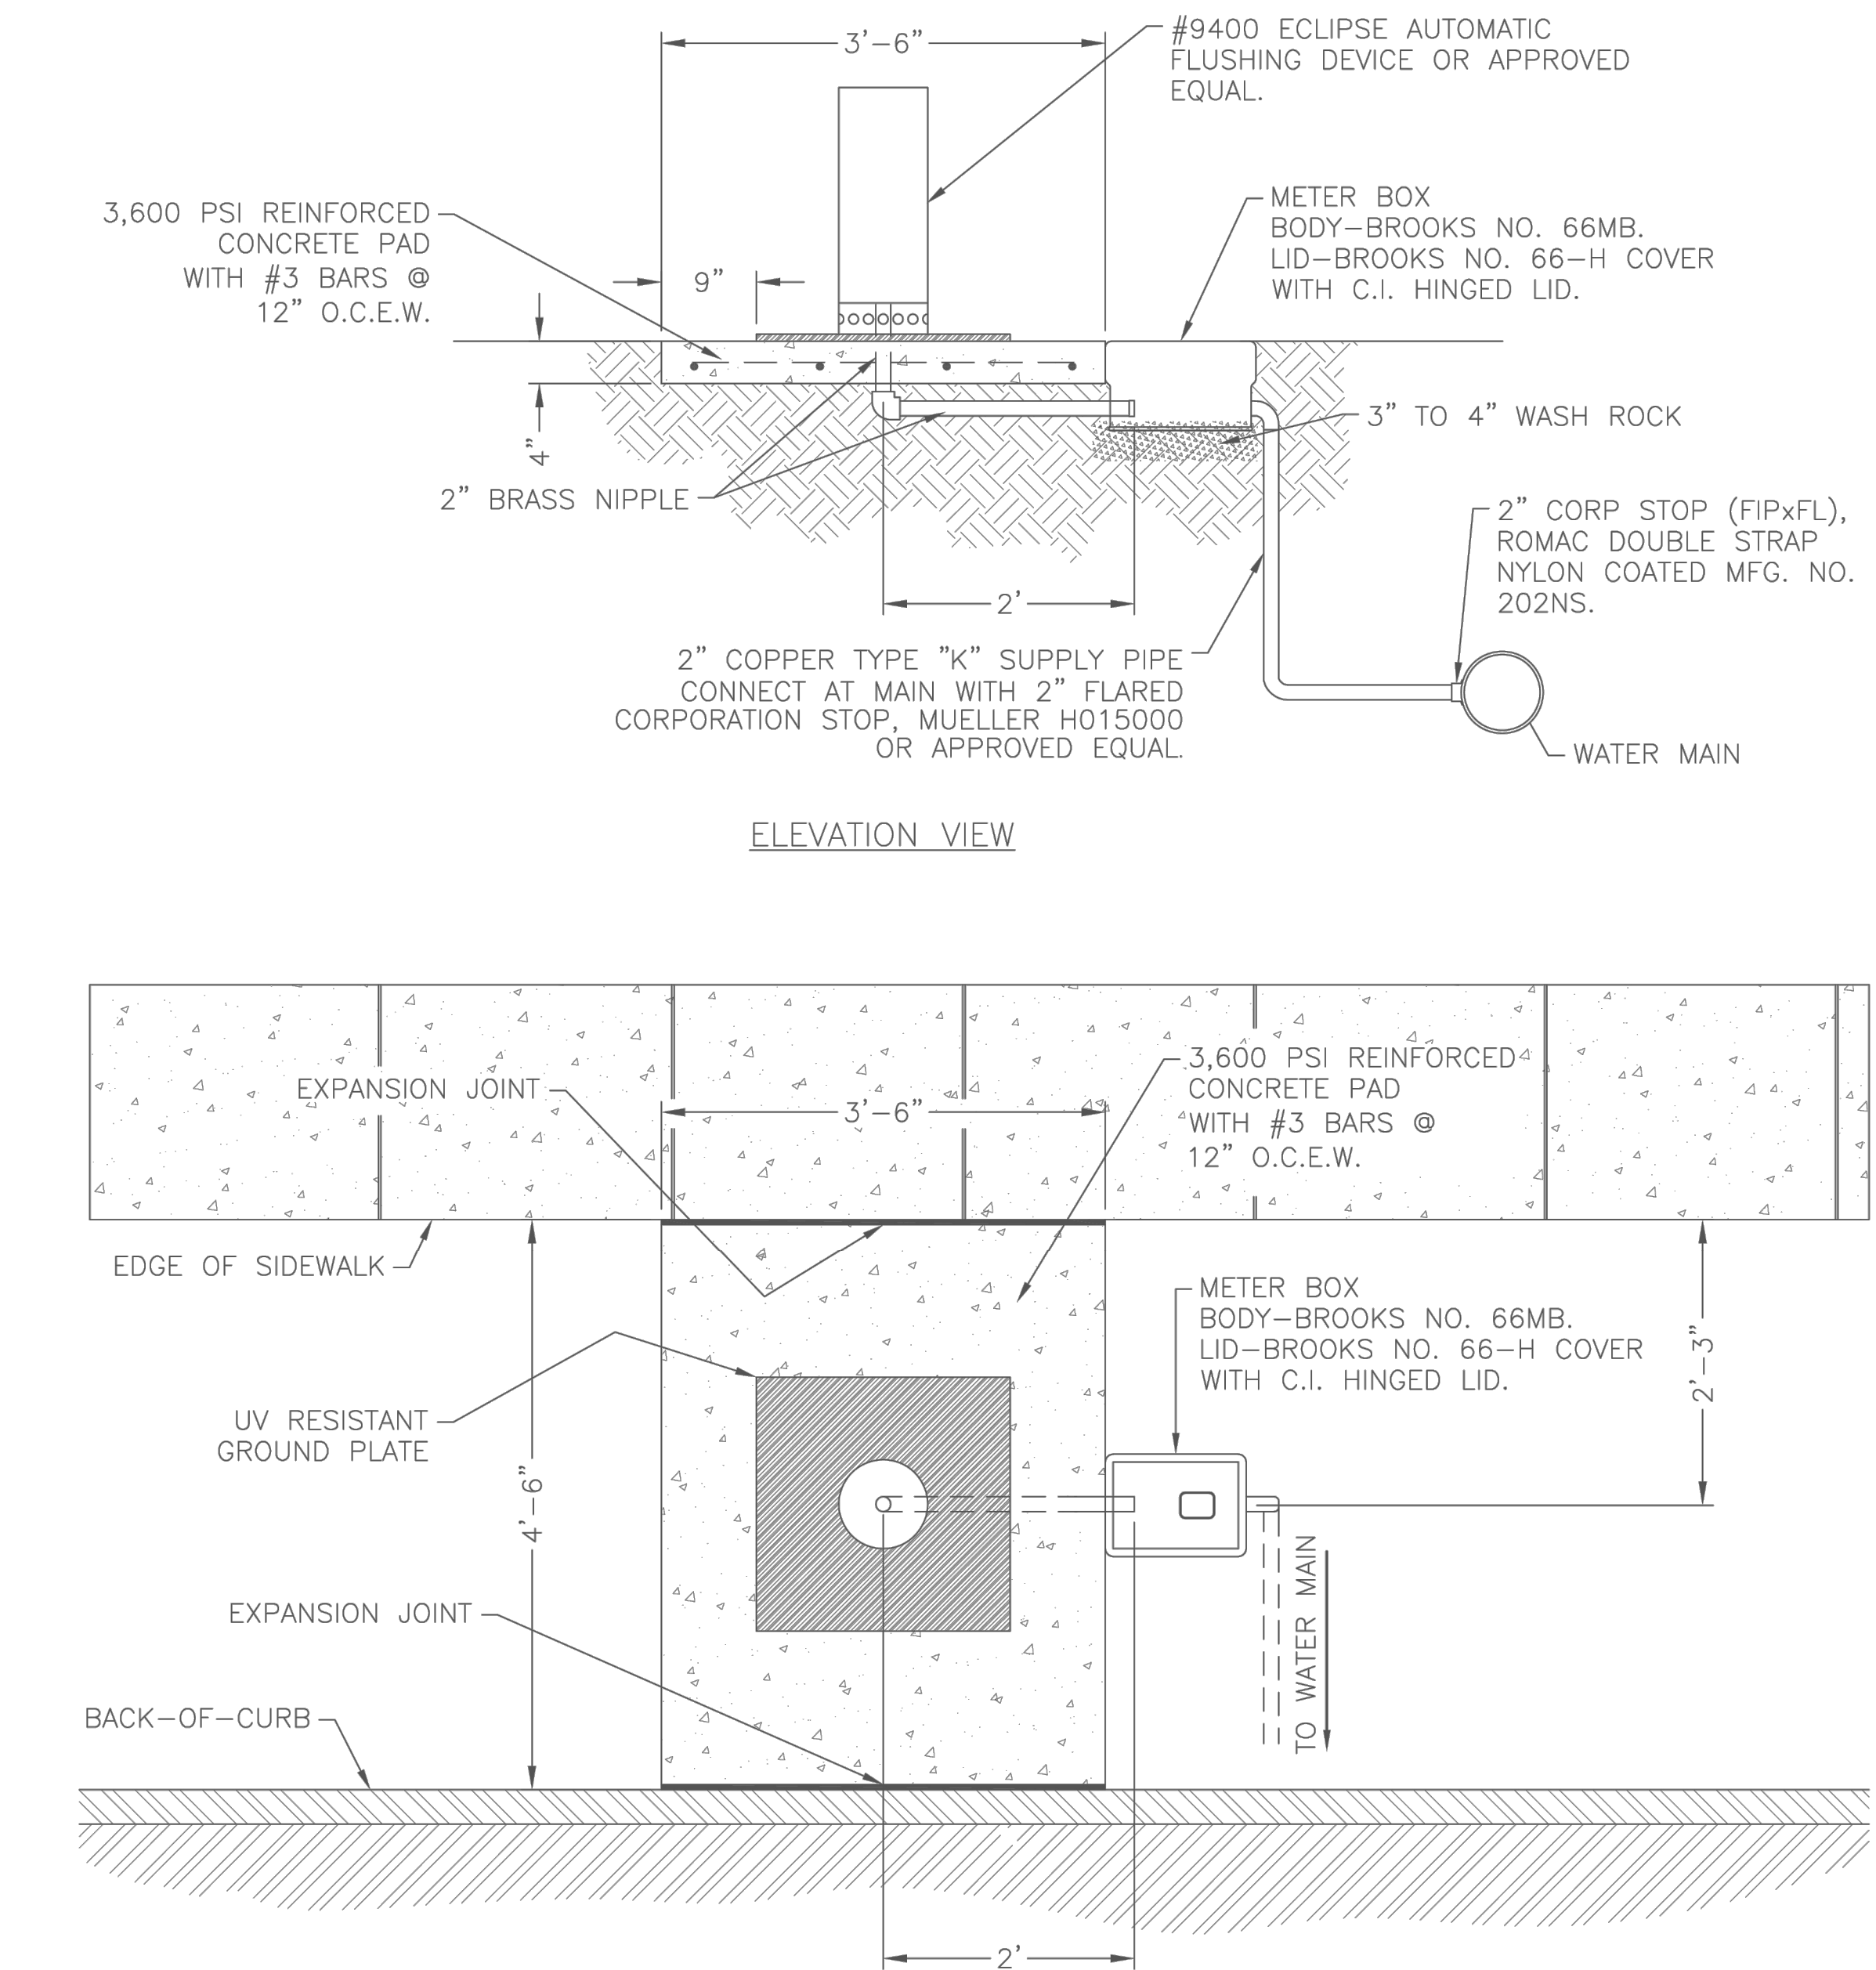 3'-6"
#9400 ECLIPSE AUTOMATIC
FLUSHING DEVICE OR APPROVED
EQUAL.
3,600 PSI REINFORCED
CONCRETE PAD
WITH #3 BARS @
12" O.C.E.W.
9"
METER BOX
BODY-BROOKS NO. 66MB.
LID-BROOKS NO. 66-H COVER
WITH C.I. HINGED LID.
4"
3" TO 4" WASH ROCK
2" BRASS NIPPLE
2" CORP STOP (FIPxFL),
ROMAC DOUBLE STRAP
NYLON COATED MFG. NO.
202NS.
2'
2" COPPER TYPE "K" SUPPLY PIPE
CONNECT AT MAIN WITH 2" FLARED
CORPORATION STOP, MUELLER H015000
OR APPROVED EQUAL.
WATER MAIN
ELEVATION VIEW
EXPANSION JOINT
3'-6"
3,600 PSI REINFORCED
CONCRETE PAD
WITH #3 BARS @
12" O.C.E.W.
EDGE OF SIDEWALK
METER BOX
BODY-BROOKS NO. 66MB.
LID-BROOKS NO. 66-H COVER
WITH C.I. HINGED LID.
2'-3"
UV RESISTANT
GROUND PLATE
4'-6"
EXPANSION JOINT
TO WATER MAIN
BACK-OF-CURB
2'